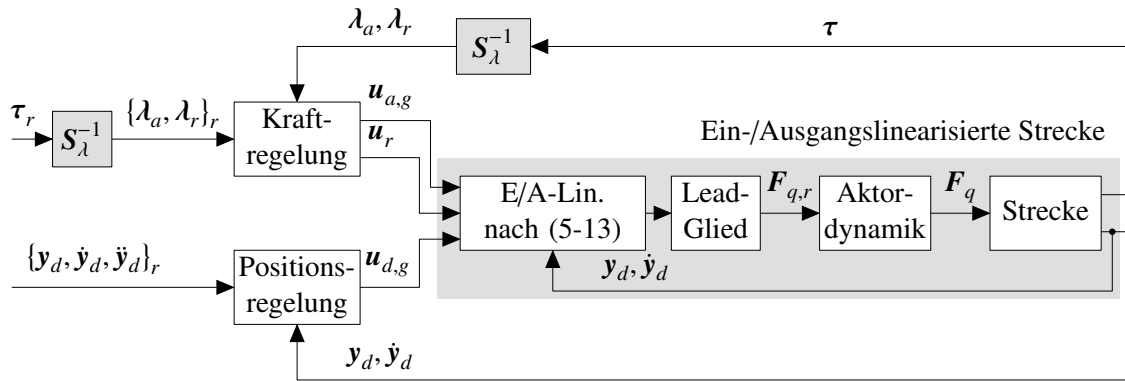 λ_a, λ_r
S_λ^{-1}
τ
τ_r
S_λ^{-1}
{λ_a, λ_r}_r
Kraft-
regelung
u_{a,g}
u_r
Ein-/Ausgangslinearisierte Strecke
E/A-Lin.
nach (5-13)
Lead-
Glied
F_{q,r}
Aktor-
dynamik
F_q
Strecke
{y_d, ẏ_d, ÿ_d}_r
Positions-
regelung
u_{d,g}
y_d, ẏ_d
y_d, ẏ_d